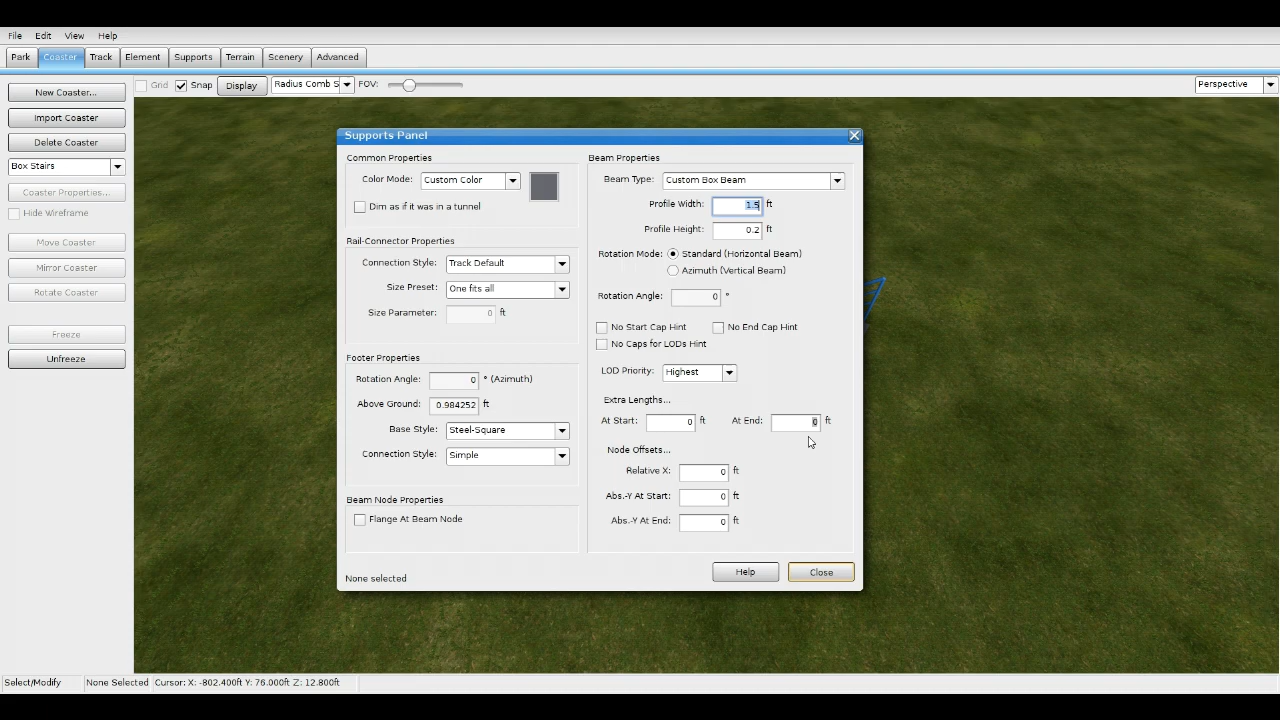 File Edit View Help
Park Coaster Track Element Supports Terrain Scenery Advanced
New Coaster...
Import Coaster
Delete Coaster
Box Stairs
Coaster Properties...
Hide Wireframe
Move Coaster
Mirror Coaster
Rotate Coaster
Freeze
Unfreeze
Grid Snap Display Radius Comb S FOV: Perspective
Supports Panel
Common Properties
Color Mode: Custom Color
Dim as if it was in a tunnel
Rail-Connector Properties
Connection Style: Track Default
Size Preset: One fits all
Size Parameter: 0 ft
Footer Properties
Rotation Angle: 0 ° (Azimuth)
Above Ground: 0.984252 ft
Base Style: Steel-Square
Connection Style: Simple
Beam Node Properties
Flange At Beam Node
None selected
Beam Properties
Beam Type: Custom Box Beam
Profile Width: 1.5 ft
Profile Height: 0.2 ft
Rotation Mode: Standard (Horizontal Beam)
Azimuth (Vertical Beam)
Rotation Angle: 0 °
No Start Cap Hint No End Cap Hint
No Caps for LODs Hint
LOD Priority: Highest
Extra Lengths...
At Start: 0 ft At End: 0 ft
Node Offsets...
Relative X: 0 ft
Abs.-Y At Start: 0 ft
Abs.-Y At End: 0 ft
Help Close
Select/Modify None Selected Cursor: X: -802.400ft Y: 76.000ft Z: 12.800ft